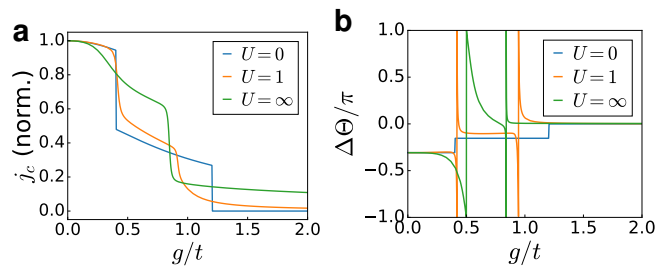 a
j_c (norm.)
1.0
0.8
0.6
0.4
0.2
0.0
U = 0
U = 1
U = ∞
0.0 0.5 1.0 1.5 2.0
g/t
b
ΔΘ/π
1.0
0.5
0.0
−0.5
−1.0
U = 0
U = 1
U = ∞
0.0 0.5 1.0 1.5 2.0
g/t